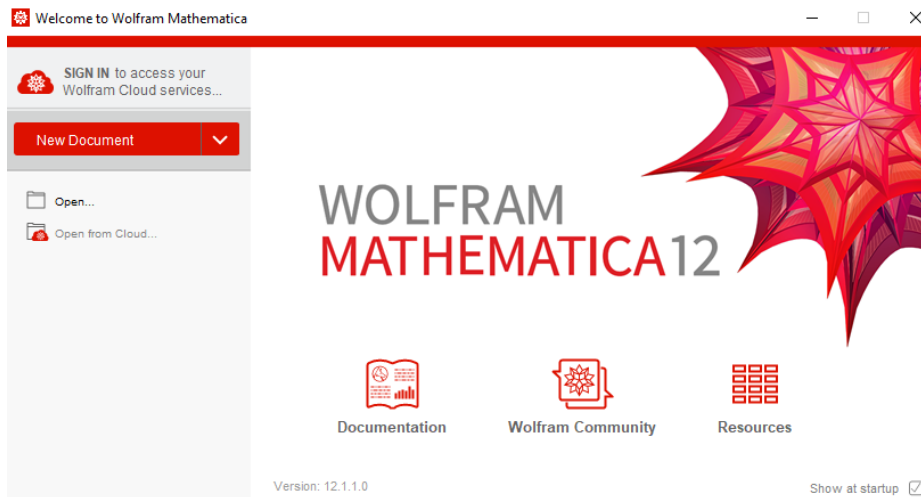 Welcome to Wolfram Mathematica
SIGN IN to access your
Wolfram Cloud services...
New Document
Open...
Open from Cloud...
WOLFRAM
MATHEMATICA12
Documentation
Wolfram Community
Resources
Version: 12.1.1.0
Show at startup